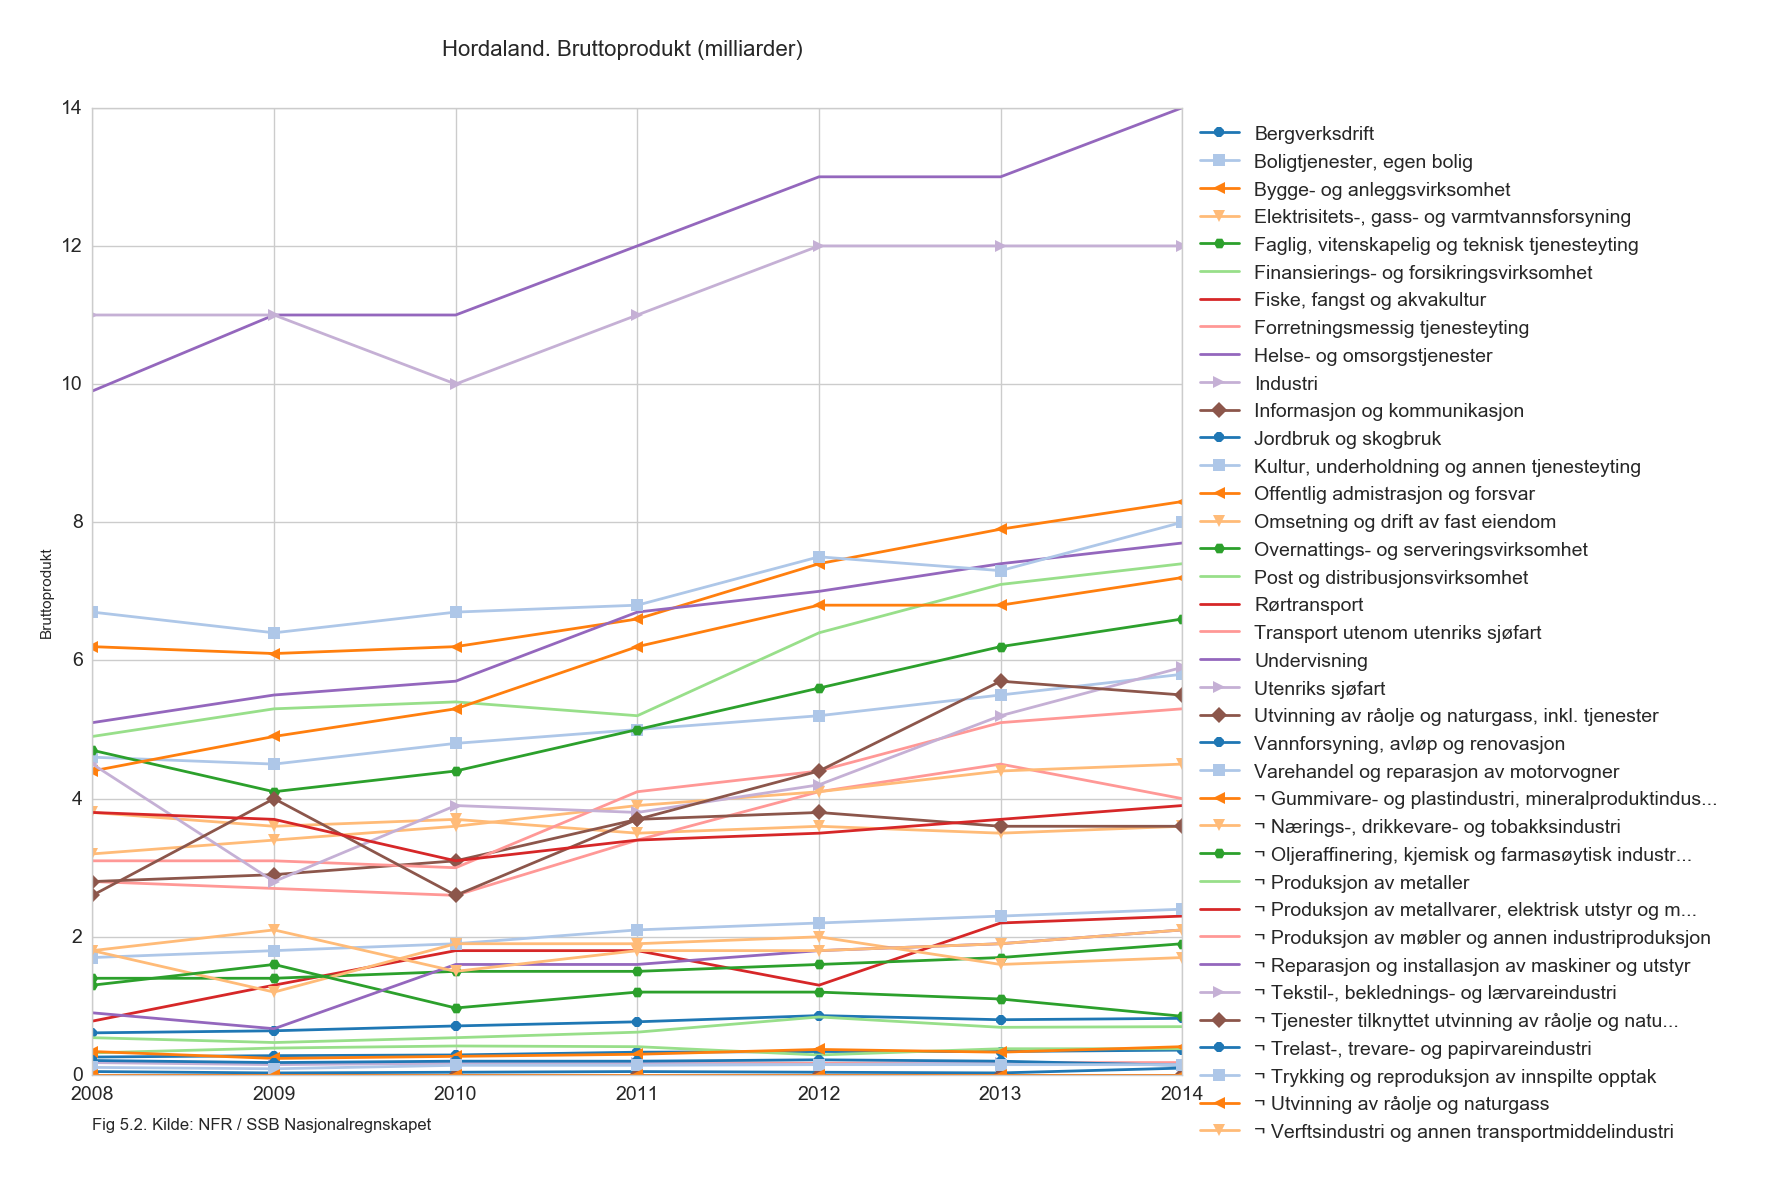 Hordaland. Bruttoprodukt (milliarder)
14
12
10
8
6
4
2
0
Bruttoprodukt
2008 2009 2010 2011 2012 2013 2014
Fig 5.2. Kilde: NFR / SSB Nasjonalregnskapet
Bergverksdrift
Boligtjenester, egen bolig
Bygge- og anleggsvirksomhet
Elektrisitets-, gass- og varmtvannsforsyning
Faglig, vitenskapelig og teknisk tjenesteyting
Finansierings- og forsikringsvirksomhet
Fiske, fangst og akvakultur
Forretningsmessig tjenesteyting
Helse- og omsorgstjenester
Industri
Informasjon og kommunikasjon
Jordbruk og skogbruk
Kultur, underholdning og annen tjenesteyting
Offentlig admistrasjon og forsvar
Omsetning og drift av fast eiendom
Overnattings- og serveringsvirksomhet
Post og distribusjonsvirksomhet
Rørtransport
Transport utenom utenriks sjøfart
Undervisning
Utenriks sjøfart
Utvinning av råolje og naturgass, inkl. tjenester
Vannforsyning, avløp og renovasjon
Varehandel og reparasjon av motorvogner
¬ Gummivare- og plastindustri, mineralproduktindus...
¬ Nærings-, drikkevare- og tobakksindustri
¬ Oljeraffinering, kjemisk og farmasøytisk industr...
¬ Produksjon av metaller
¬ Produksjon av metallvarer, elektrisk utstyr og m...
¬ Produksjon av møbler og annen industriproduksjon
¬ Reparasjon og installasjon av maskiner og utstyr
¬ Tekstil-, beklednings- og lærvareindustri
¬ Tjenester tilknyttet utvinning av råolje og natu...
¬ Trelast-, trevare- og papirvareindustri
¬ Trykking og reproduksjon av innspilte opptak
¬ Utvinning av råolje og naturgass
¬ Verftsindustri og annen transportmiddelindustri